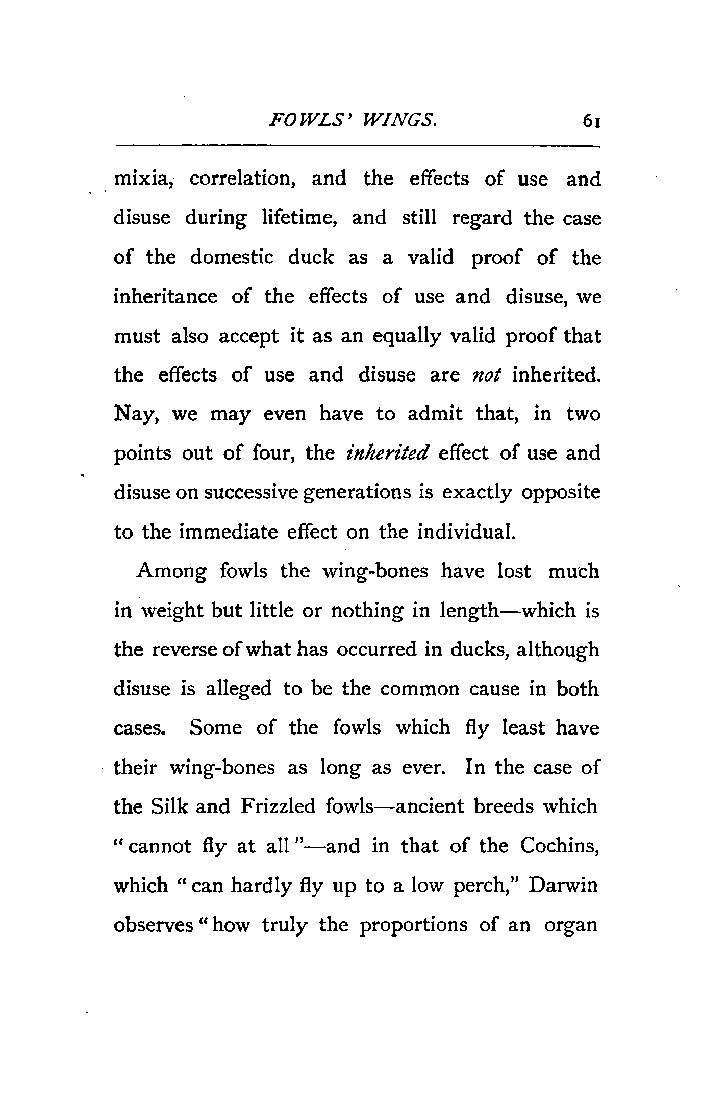 FOWLS' WINGS. 61
mixia, correlation, and the effects of use and
disuse during lifetime, and still regard the case
of the domestic duck as a valid proof of the
inheritance of the effects of use and disuse, we
must also accept it as an equally valid proof that
the effects of use and disuse are not inherited.
Nay, we may even have to admit that, in two
points out of four, the inherited effect of use and
disuse on successive generations is exactly opposite
to the immediate effect on the individual.
Among fowls the wing-bones have lost much
in weight but little or nothing in length—which is
the reverse of what has occurred in ducks, although
disuse is alleged to be the common cause in both
cases. Some of the fowls which fly least have
their wing-bones as long as ever. In the case of
the Silk and Frizzled fowls—ancient breeds which
"cannot fly at all"—and in that of the Cochins,
which "can hardly fly up to a low perch," Darwin
observes "how truly the proportions of an organ